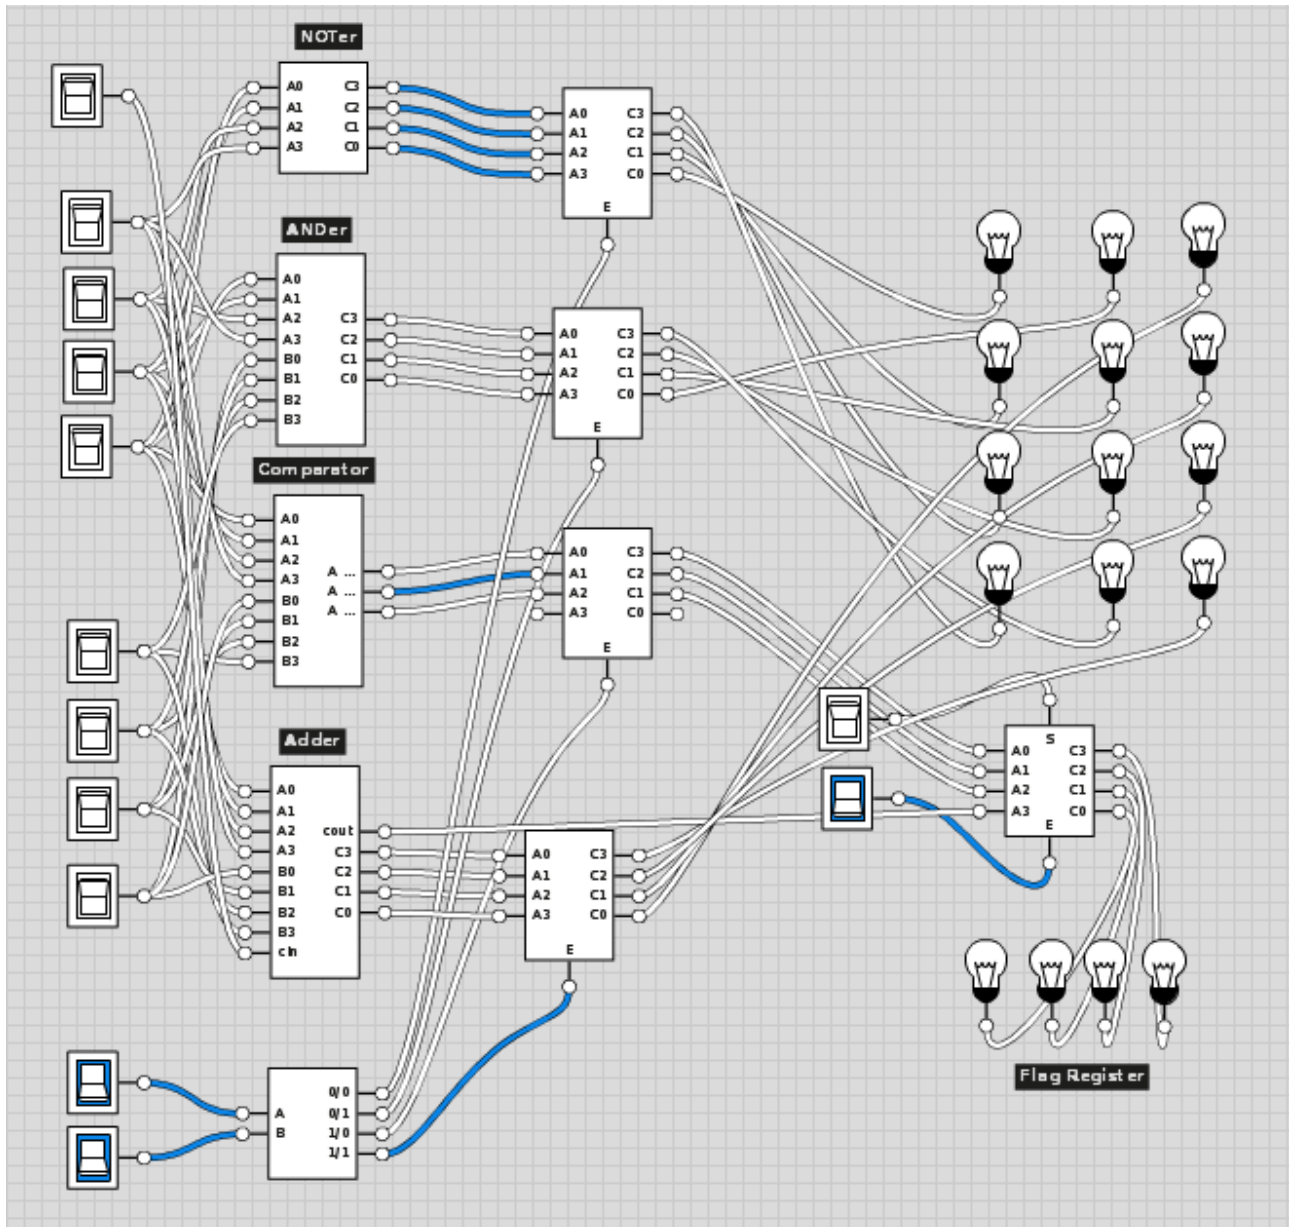 NOTer
A0 C3
A1 C2
A2 C1
A3 C0
A0 C3
A1 C2
A2 C1
A3 C0
E
ANDer
A0
A1
A2 C3
A3 C2
B0 C1
B1 C0
B2
B3
A0 C3
A1 C2
A2 C1
A3 C0
E
Comparator
A0
A1
A2 A ...
A3 A ...
B0 A ...
B1
B2
B3
A0 C3
A1 C2
A2 C1
A3 C0
E
Adder
A0
A1
A2 cout
A3 C3
B0 C2
B1 C1
B2 C0
B3
cin
A0 C3
A1 C2
A2 C1
A3 C0
E
S
A0 C3
A1 C2
A2 C1
A3 C0
E
Flag Register
0/0
A 0/1
B 1/0
1/1